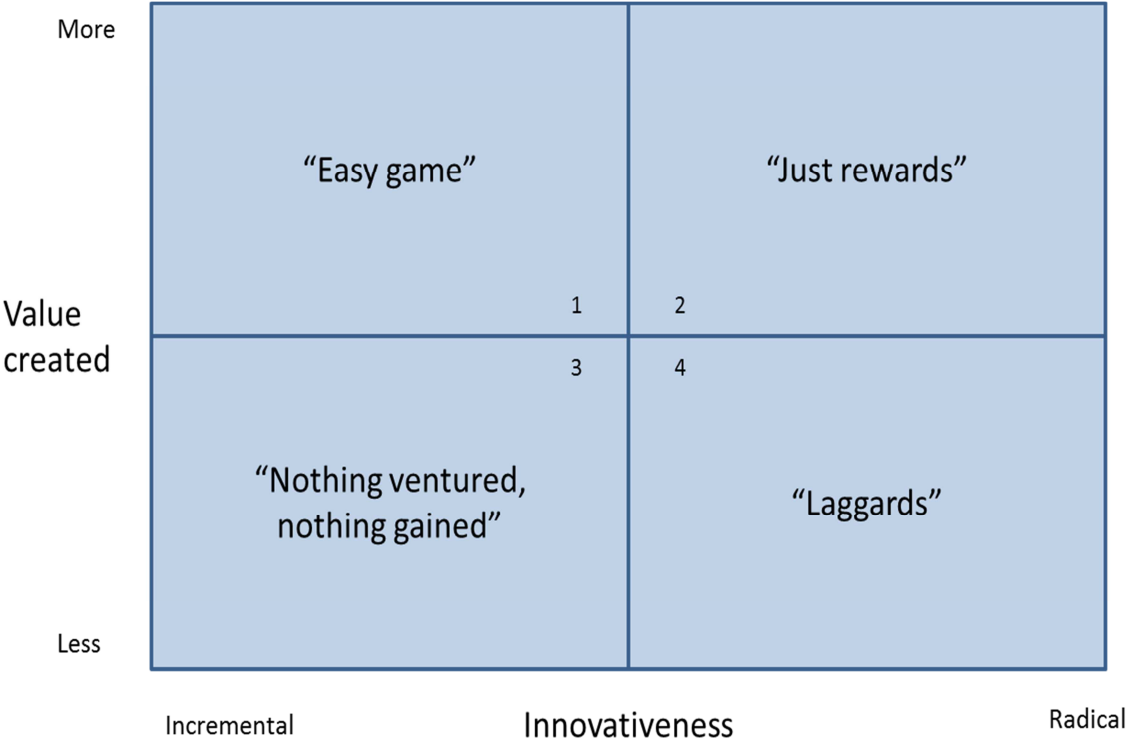 More
“Easy game”
“Just rewards”
1
2
Value
created
3
4
“Nothing ventured,
nothing gained”
“Laggards”
Less
Incremental
Innovativeness
Radical